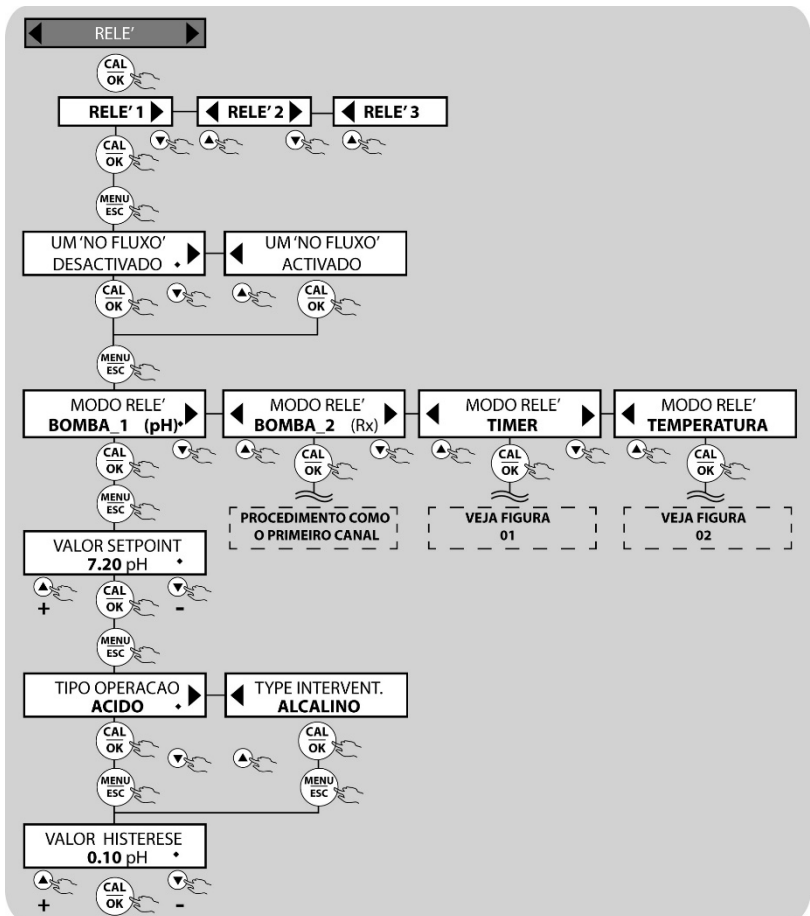 RELE'
CAL
OK
RELE' 1 RELE' 2 RELE' 3
CAL
OK
MENU
ESC
UM 'NO FLUXO'
DESACTIVADO
UM 'NO FLUXO'
ACTIVADO
CAL
OK
CAL
OK
MENU
ESC
MODO RELE'
BOMBA_1 (pH)
MODO RELE'
BOMBA_2 (Rx)
MODO RELE'
TIMER
MODO RELE'
TEMPERATURA
CAL
OK
CAL
OK
CAL
OK
CAL
OK
MENU
ESC
PROCEDIMENTO COMO
O PRIMEIRO CANAL
VEJA FIGURA
01
VEJA FIGURA
02
VALOR SETPOINT
7.20 pH
+
CAL
OK
-
MENU
ESC
TIPO OPERACAO
ACIDO
TYPE INTERVENT.
ALCALINO
CAL
OK
CAL
OK
MENU
ESC
MENU
ESC
VALOR HISTERESE
0.10 pH
+
CAL
OK
-